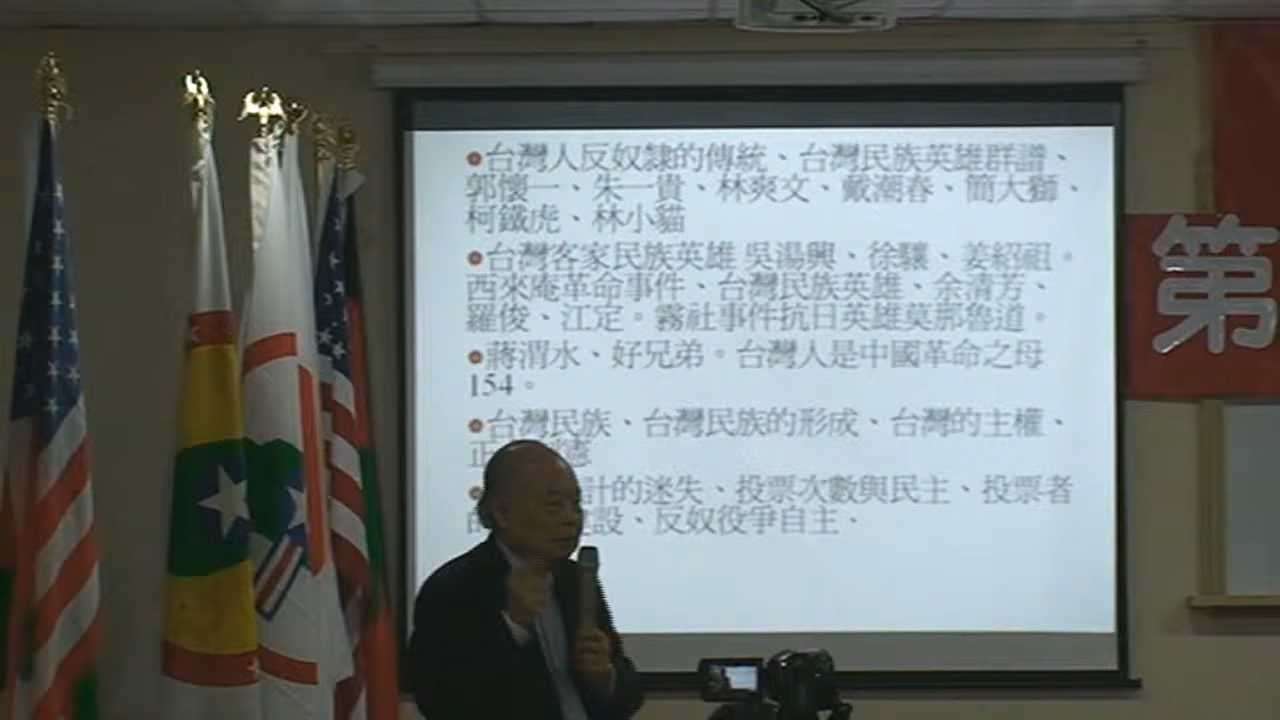 台灣人反奴隸的傳統、台灣民族英雄群譜、
郭懷一、朱一貴、林爽文、戴潮春、簡大獅、
柯鐵虎、林小貓
台灣客家民族英雄 吳湯興、徐驤、姜紹祖。
西來庵革命事件、台灣民族英雄、余清芳、
羅俊、江定。霧社事件抗日英雄莫那魯道。
蔣渭水、好兄弟。台灣人是中國革命之母
154。
台灣民族、台灣民族的形成、台灣的主權、
正 憲
計的迷失、投票次數與民主、投票者
設、反奴役爭自主、
第